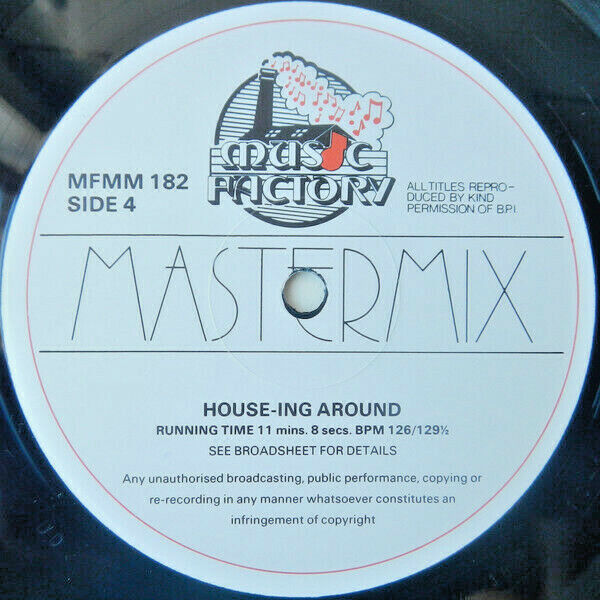 MUSIC
FACTORY
MFMM 182
SIDE 4
ALL TITLES REPRO-
DUCED BY KIND
PERMISSION OF B.P.I.
MASTERMIX
HOUSE-ING AROUND
RUNNING TIME 11 mins. 8 secs. BPM 126/129½
SEE BROADSHEET FOR DETAILS
Any unauthorised broadcasting, public performance, copying or
re-recording in any manner whatsoever constitutes an
infringement of copyright